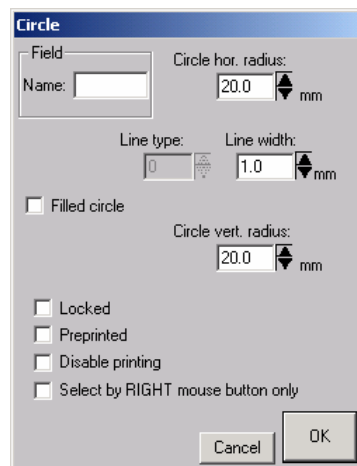 Circle
Field
Name:
Circle hor. radius:
20.0 mm
Line type: Line width:
0 1.0 mm
Filled circle
Circle vert. radius:
20.0 mm
Locked
Preprinted
Disable printing
Select by RIGHT mouse button only
Cancel OK